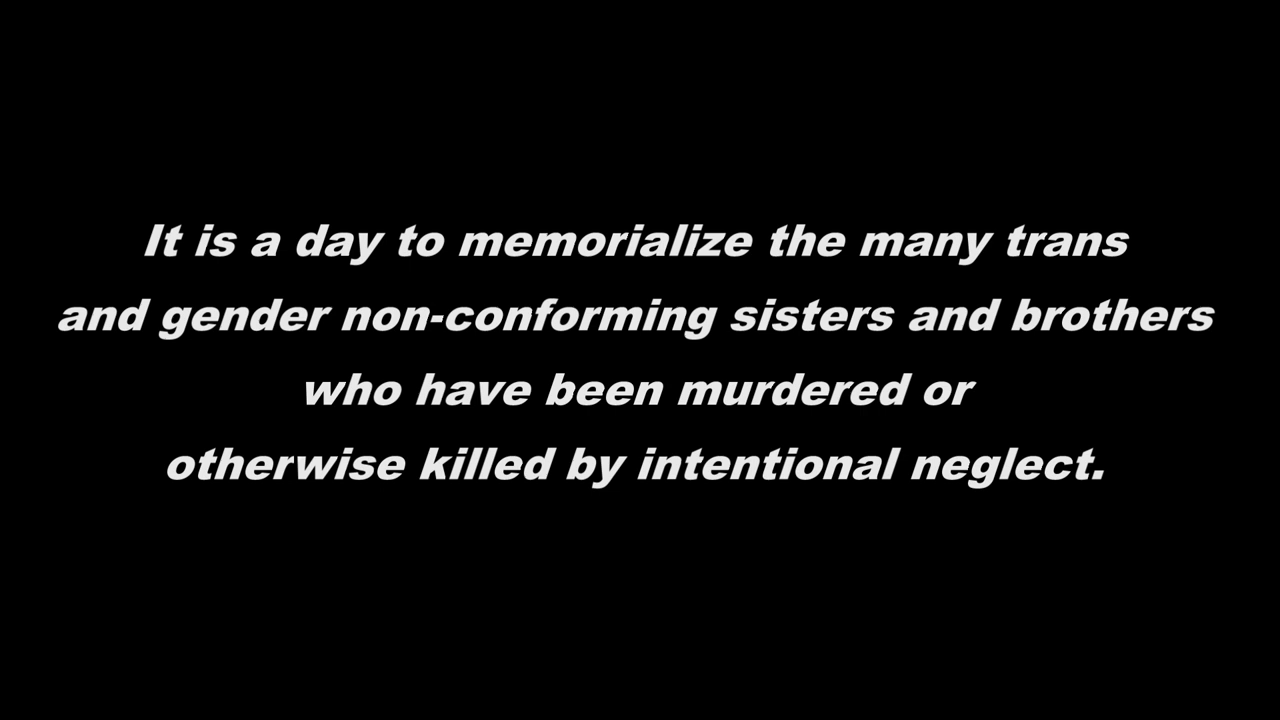 It is a day to memorialize the many trans
and gender non-conforming sisters and brothers
who have been murdered or
otherwise killed by intentional neglect.